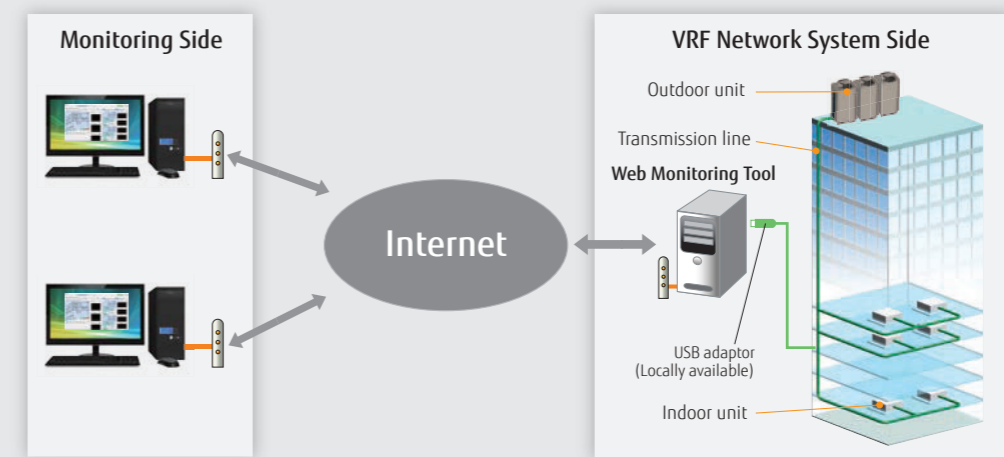 Monitoring Side
Internet
VRF Network System Side
Outdoor unit
Transmission line
Web Monitoring Tool
USB adaptor
(Locally available)
Indoor unit